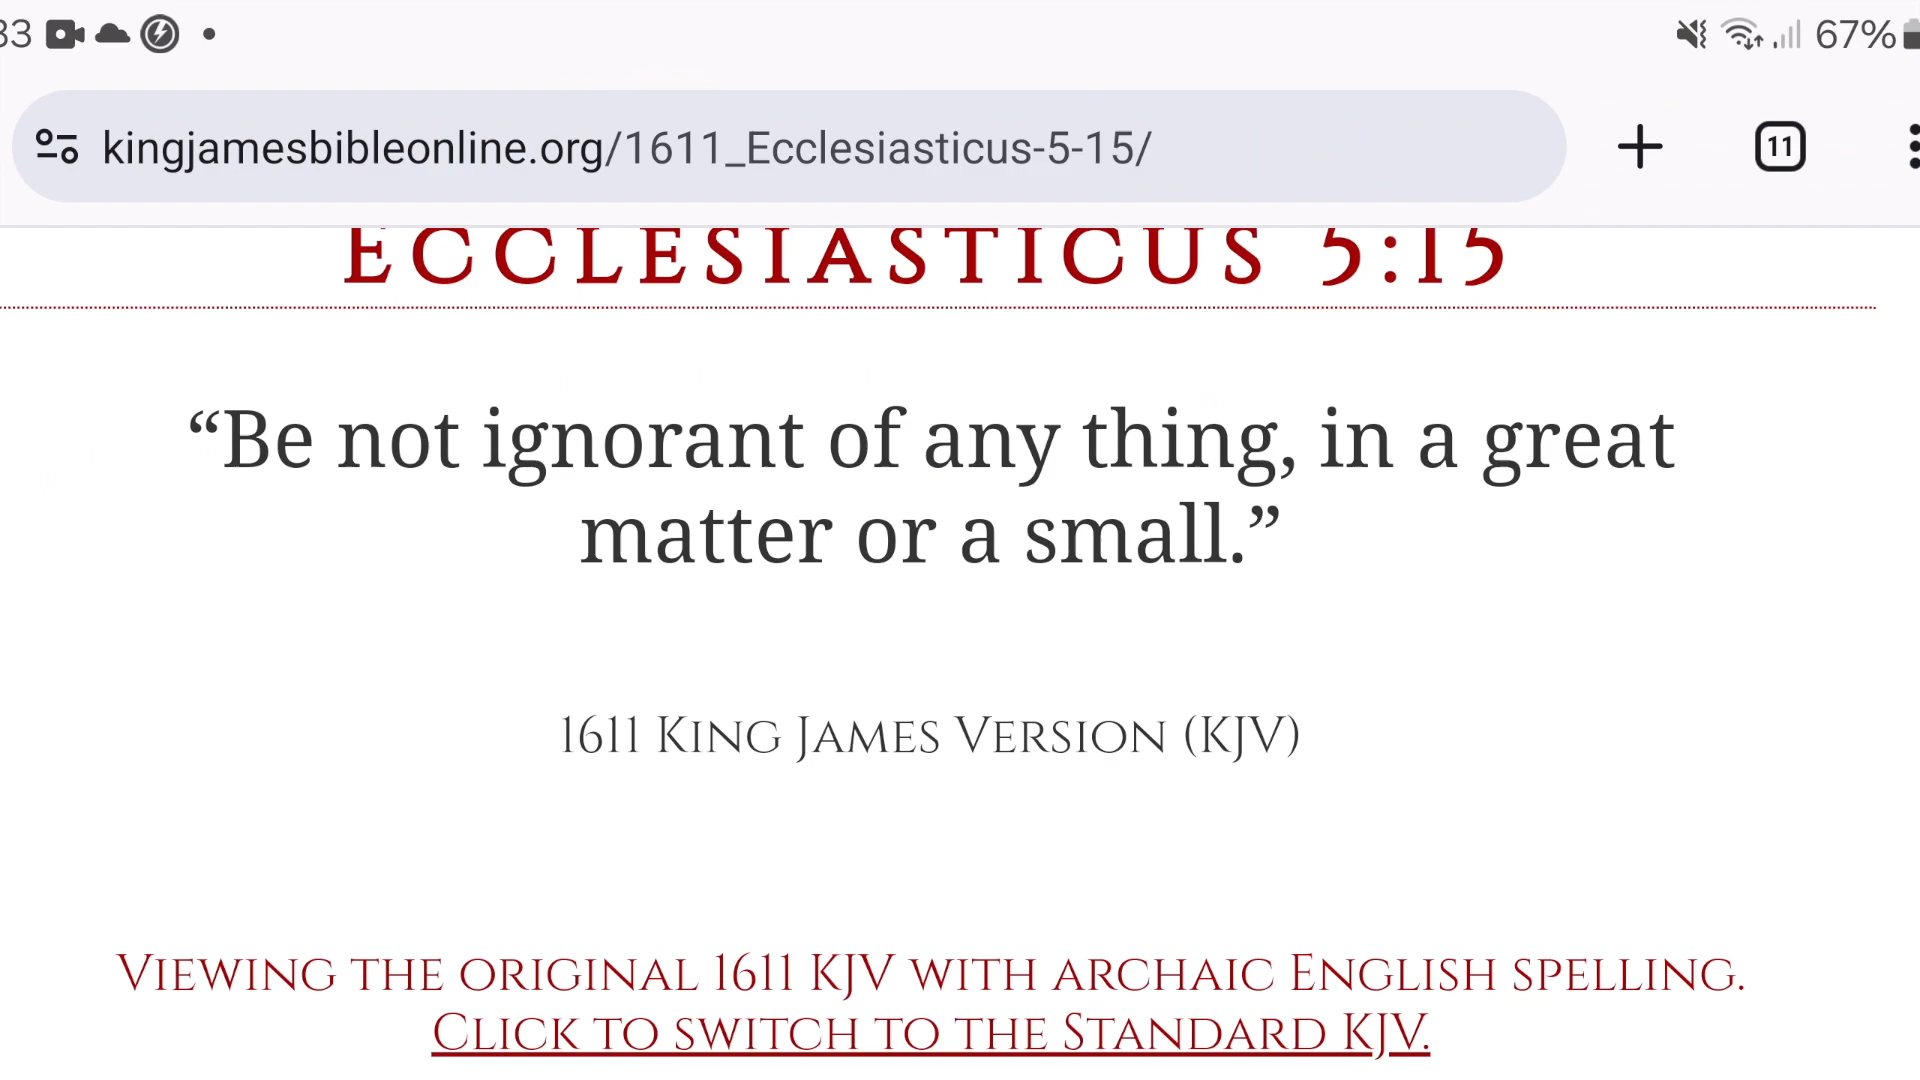 33 67%
kingjamesbibleonline.org/1611_Ecclesiasticus-5-15/ 11
ECCLESIASTICUS 5:15
“Be not ignorant of any thing, in a great
matter or a small.”
1611 King James Version (KJV)
Viewing the original 1611 KJV with archaic English spelling.
Click to switch to the Standard KJV.